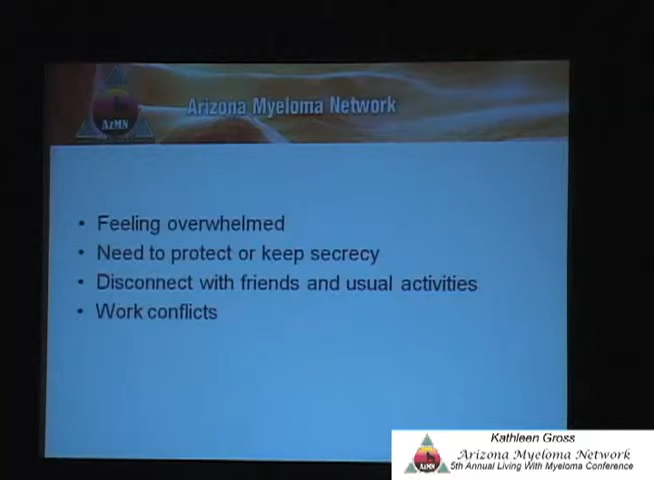 AzMN
Arizona Myeloma Network
• Feeling overwhelmed
• Need to protect or keep secrecy
• Disconnect with friends and usual activities
• Work conflicts
Kathleen Gross
Arizona Myeloma Network
5th Annual Living With Myeloma Conference
AzMN